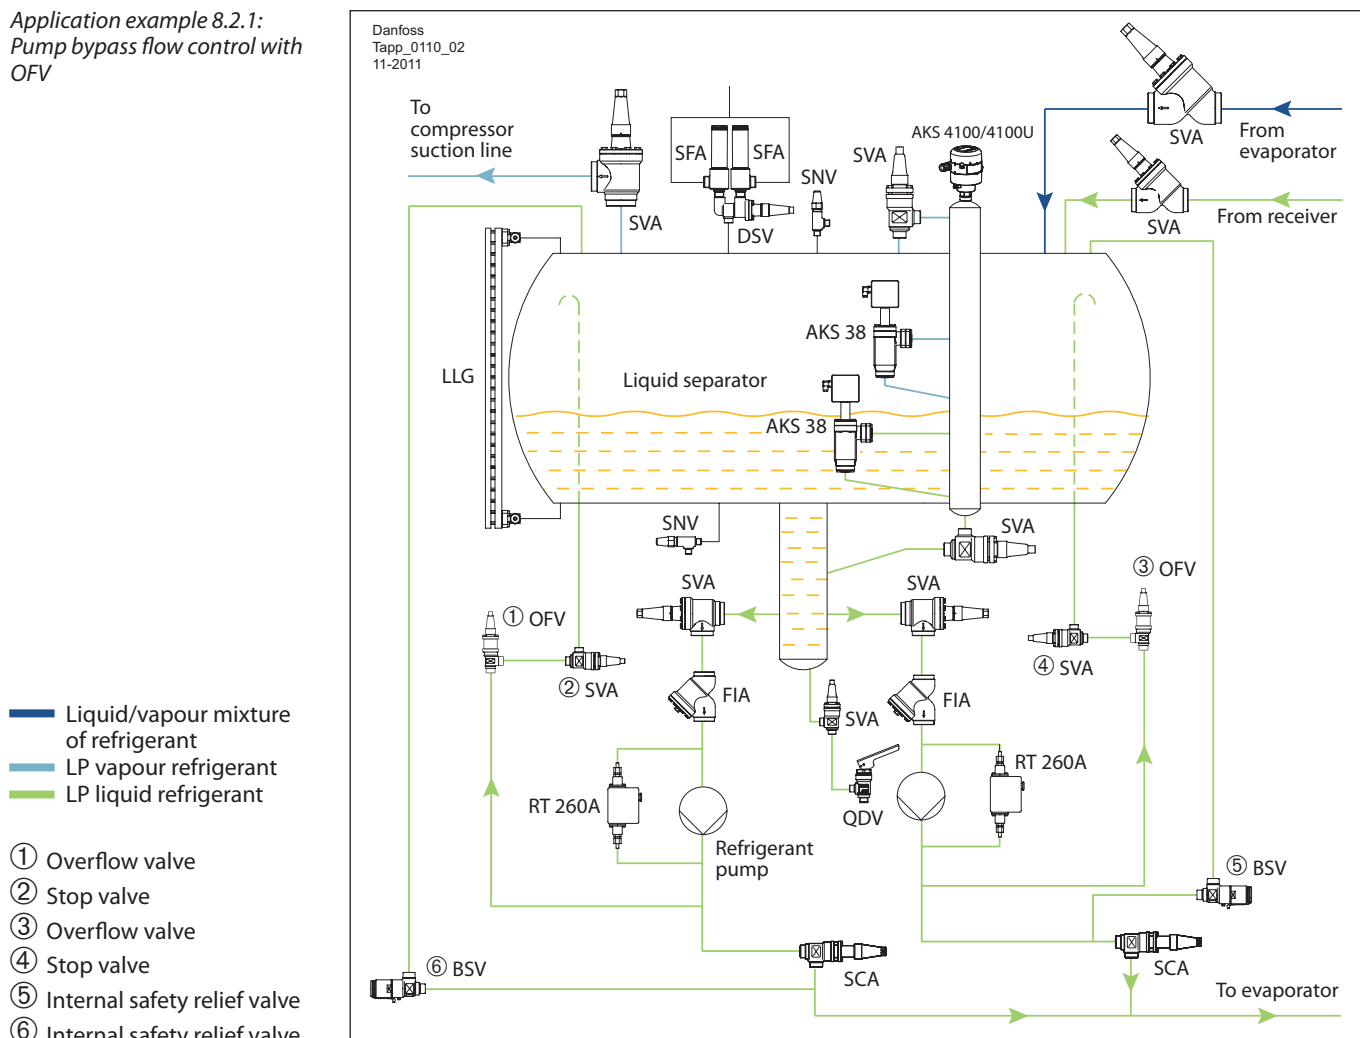 Application example 8.2.1:
Pump bypass flow control with
OFV
Danfoss
Tapp_0110_02
11-2011
To
compressor
suction line
SVA
SFA
SFA
DSV
SNV
SVA
AKS 4100/4100U
SVA
From
evaporator
SVA
From receiver
LLG
Liquid separator
AKS 38
AKS 38
SNV
SVA
SVA
SVA
① OFV
② SVA
③ OFV
④ SVA
FIA
SVA
FIA
RT 260A
QDV
RT 260A
Refrigerant
pump
⑤ BSV
⑥ BSV
SCA
SCA
To evaporator
Liquid/vapour mixture
of refrigerant
LP vapour refrigerant
LP liquid refrigerant
① Overflow valve
② Stop valve
③ Overflow valve
④ Stop valve
⑤ Internal safety relief valve
⑥ Internal safety relief valve